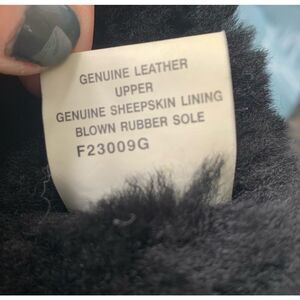 GENUINE LEATHER
UPPER
GENUINE SHEEPSKIN LINING
BLOWN RUBBER SOLE
F23009G